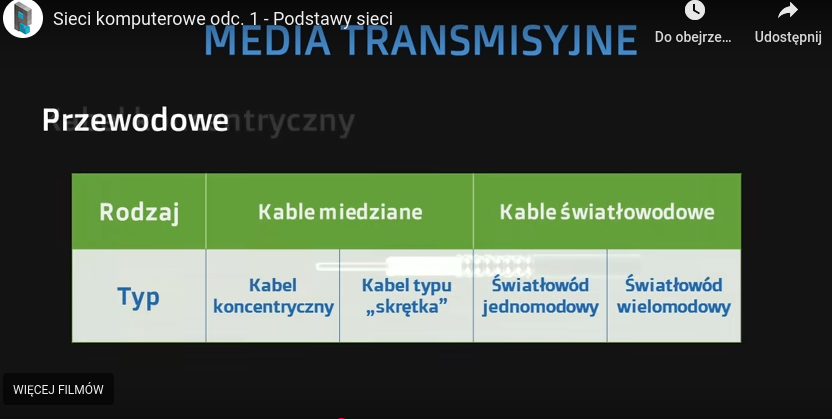 Sieci komputerowe odc. 1 - Podstawy sieci
MEDIA TRANSMISYJNE
Do obejrze...
Udostępnij
Przewodowe
Rodzaj
Kable miedziane
Kable światłowodowe
Typ
Kabel
koncentryczny
Kabel typu
„skrętka”
Światłowód
jednomodowy
Światłowód
wielomodowy
WIĘCEJ FILMÓW